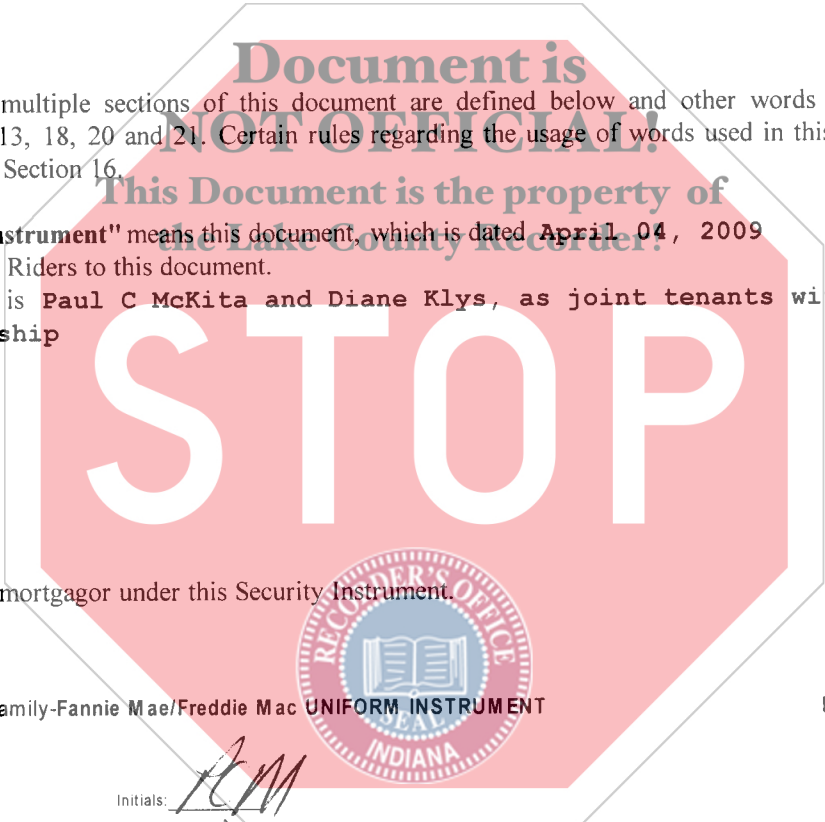 Document is
multiple sections of this document are defined below and other words
13, 18, 20 and 21. Certain rules regarding the usage of words used in this
NOT OFFICIAL!
Section 16.
This Document is the property of
strument" means this document, which is dated April 04, 2009
the Lake County Recorder!
Riders to this document.
is Paul C McKita and Diane Klys, as joint tenants wi
ship
STOP
mortgagor under this Security Instrument.
RECORDER'S OFFICE
SEAL
INDIANA
amily-Fannie Mae/Freddie Mac UNIFORM INSTRUMENT
Initials: PCM